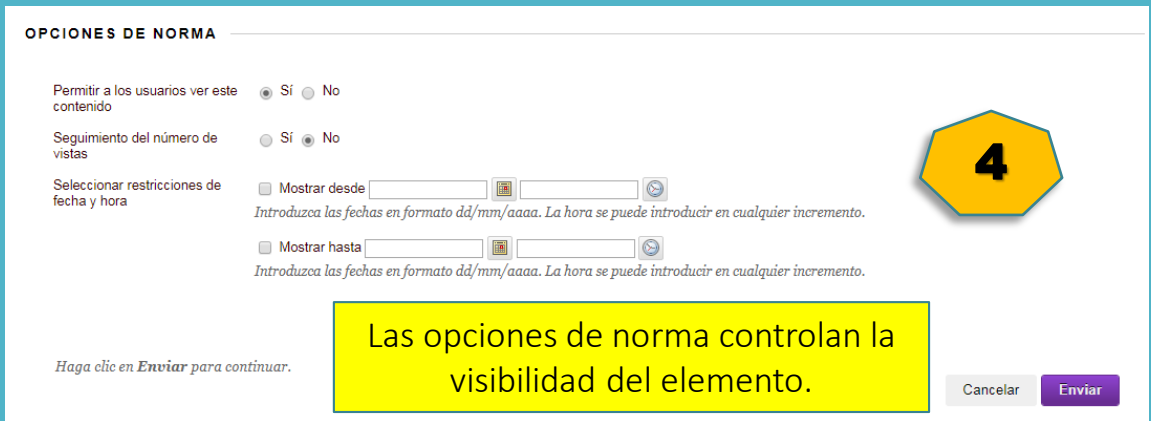 OPCIONES DE NORMA
Permitir a los usuarios ver este
contenido
Sí No
Seguimiento del número de
vistas
Sí No
4
Seleccionar restricciones de
fecha y hora
Mostrar desde
Introduzca las fechas en formato dd/mm/aaaa. La hora se puede introducir en cualquier incremento.
Mostrar hasta
Introduzca las fechas en formato dd/mm/aaaa. La hora se puede introducir en cualquier incremento.
Las opciones de norma controlan la
visibilidad del elemento.
Haga clic en Enviar para continuar.
Cancelar Enviar